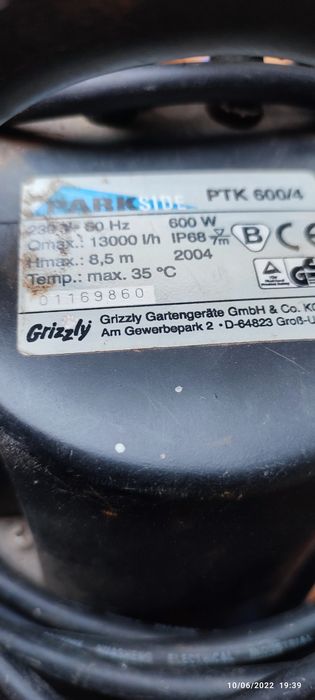 PARKSIDE PTK 600/4
230 V~ 50 Hz 600 W
Qmax.: 13000 l/h IP68 7m B CE
Hmax.: 8,5 m 2004
Temp.: max. 35 °C
01169860
Grizzly Grizzly Gartengeräte GmbH & Co. KG
Am Gewerbepark 2 • D-64823 Groß-U
10/06/2022 19:39